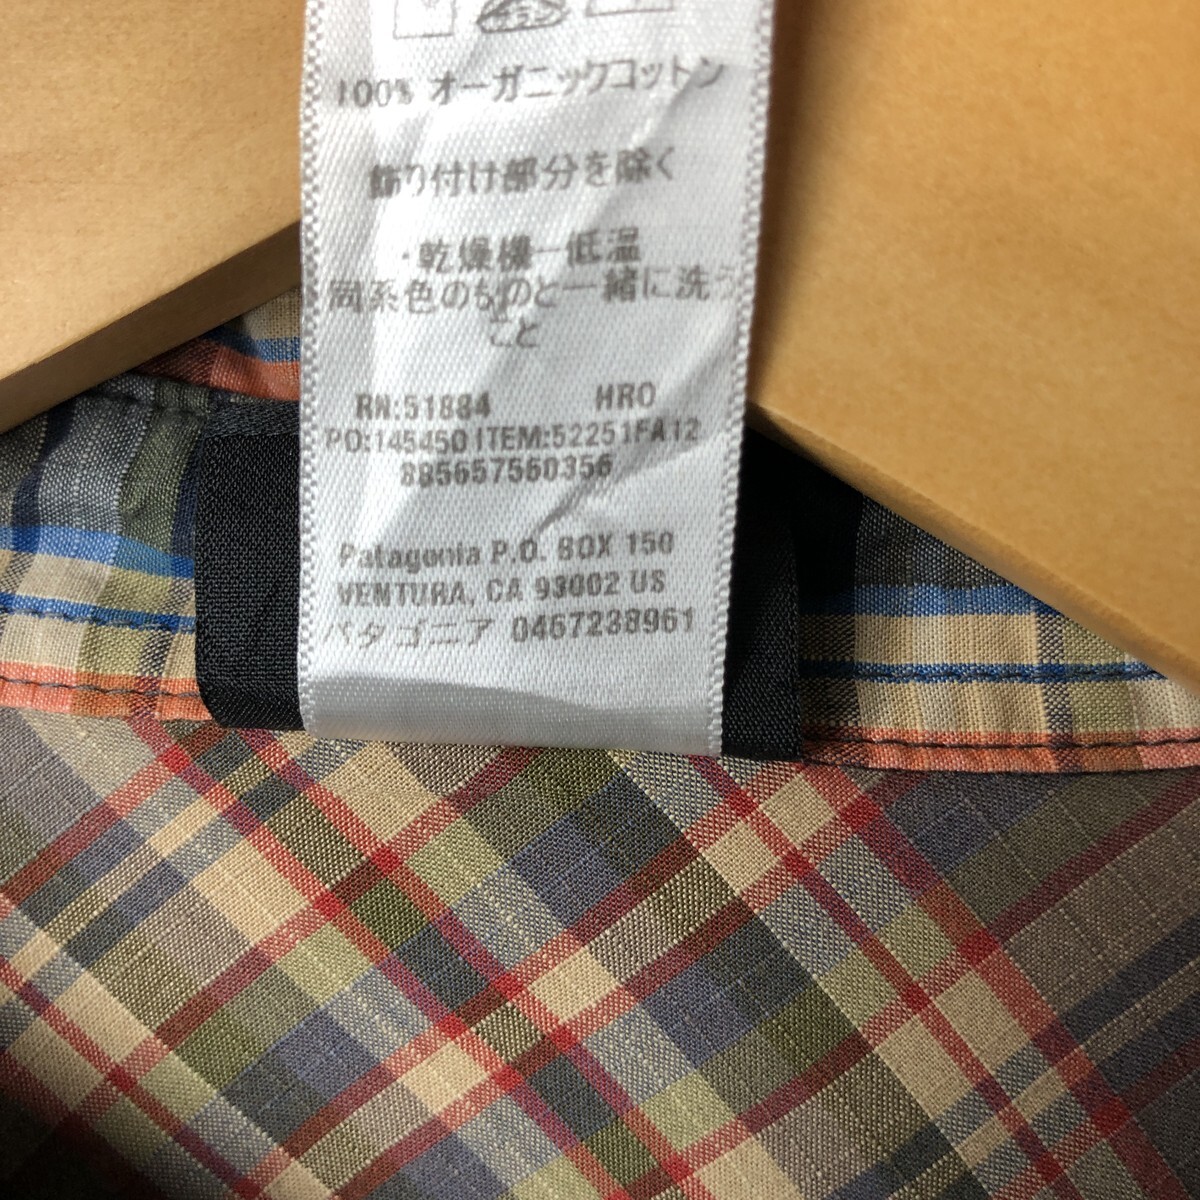 100% オーガニックコットン
飾り付け部分を除く
・乾燥機ー低温
同系色のものと一緒に洗う
こと
RN:51884 HRO
PO:145450 ITEM:52251FA12
885657560356
Patagonia P.O. BOX 150
VENTURA, CA 93002 US
パタゴニア 0467238961